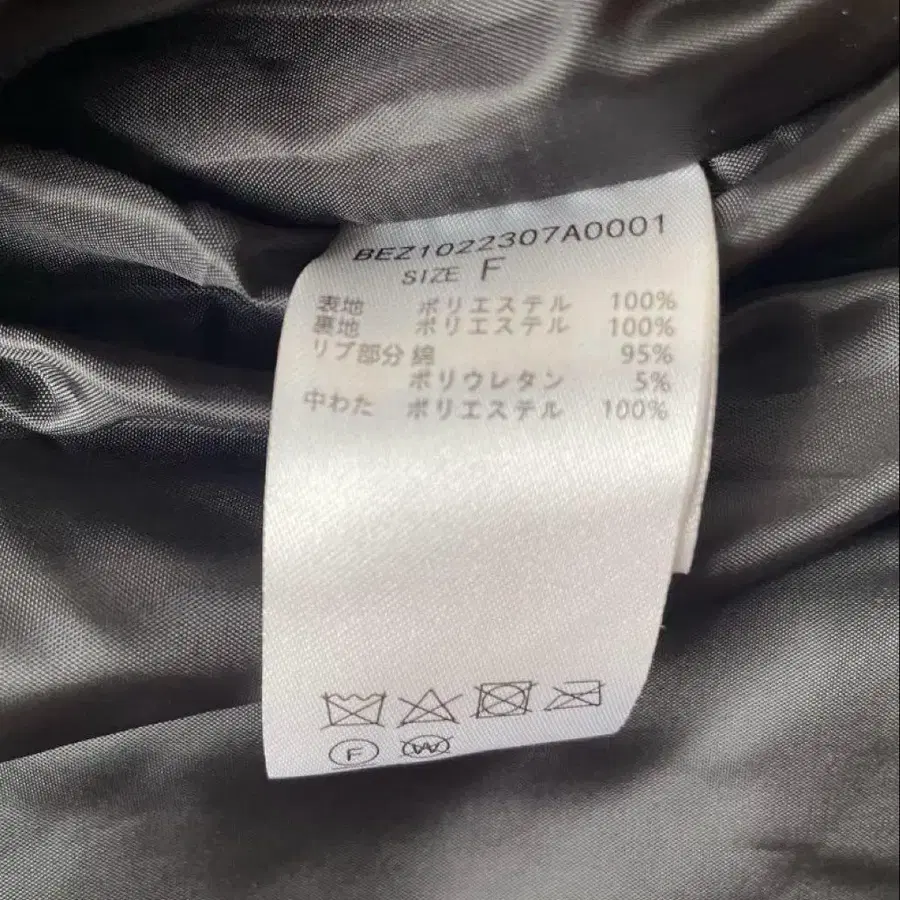 BEZ1022307A0001
SIZE F
表地 ポリエステル 100%
裏地 ポリエステル 100%
リブ部分 綿 95%
ポリウレタン 5%
中わた ポリエステル 100%
F W